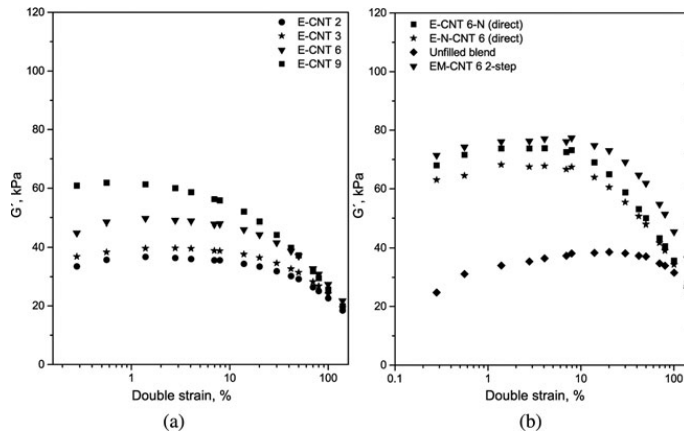 120
100
80
60
40
20
0
G´, kPa
E-CNT 2
E-CNT 3
E-CNT 6
E-CNT 9
1
10
100
Double strain, %
(a)
120
100
80
60
40
20
0
G´, kPa
E-CNT 6-N (direct)
E-N-CNT 6 (direct)
Unfilled blend
EM-CNT 6 2-step
0.1
1
10
100
Double strain, %
(b)